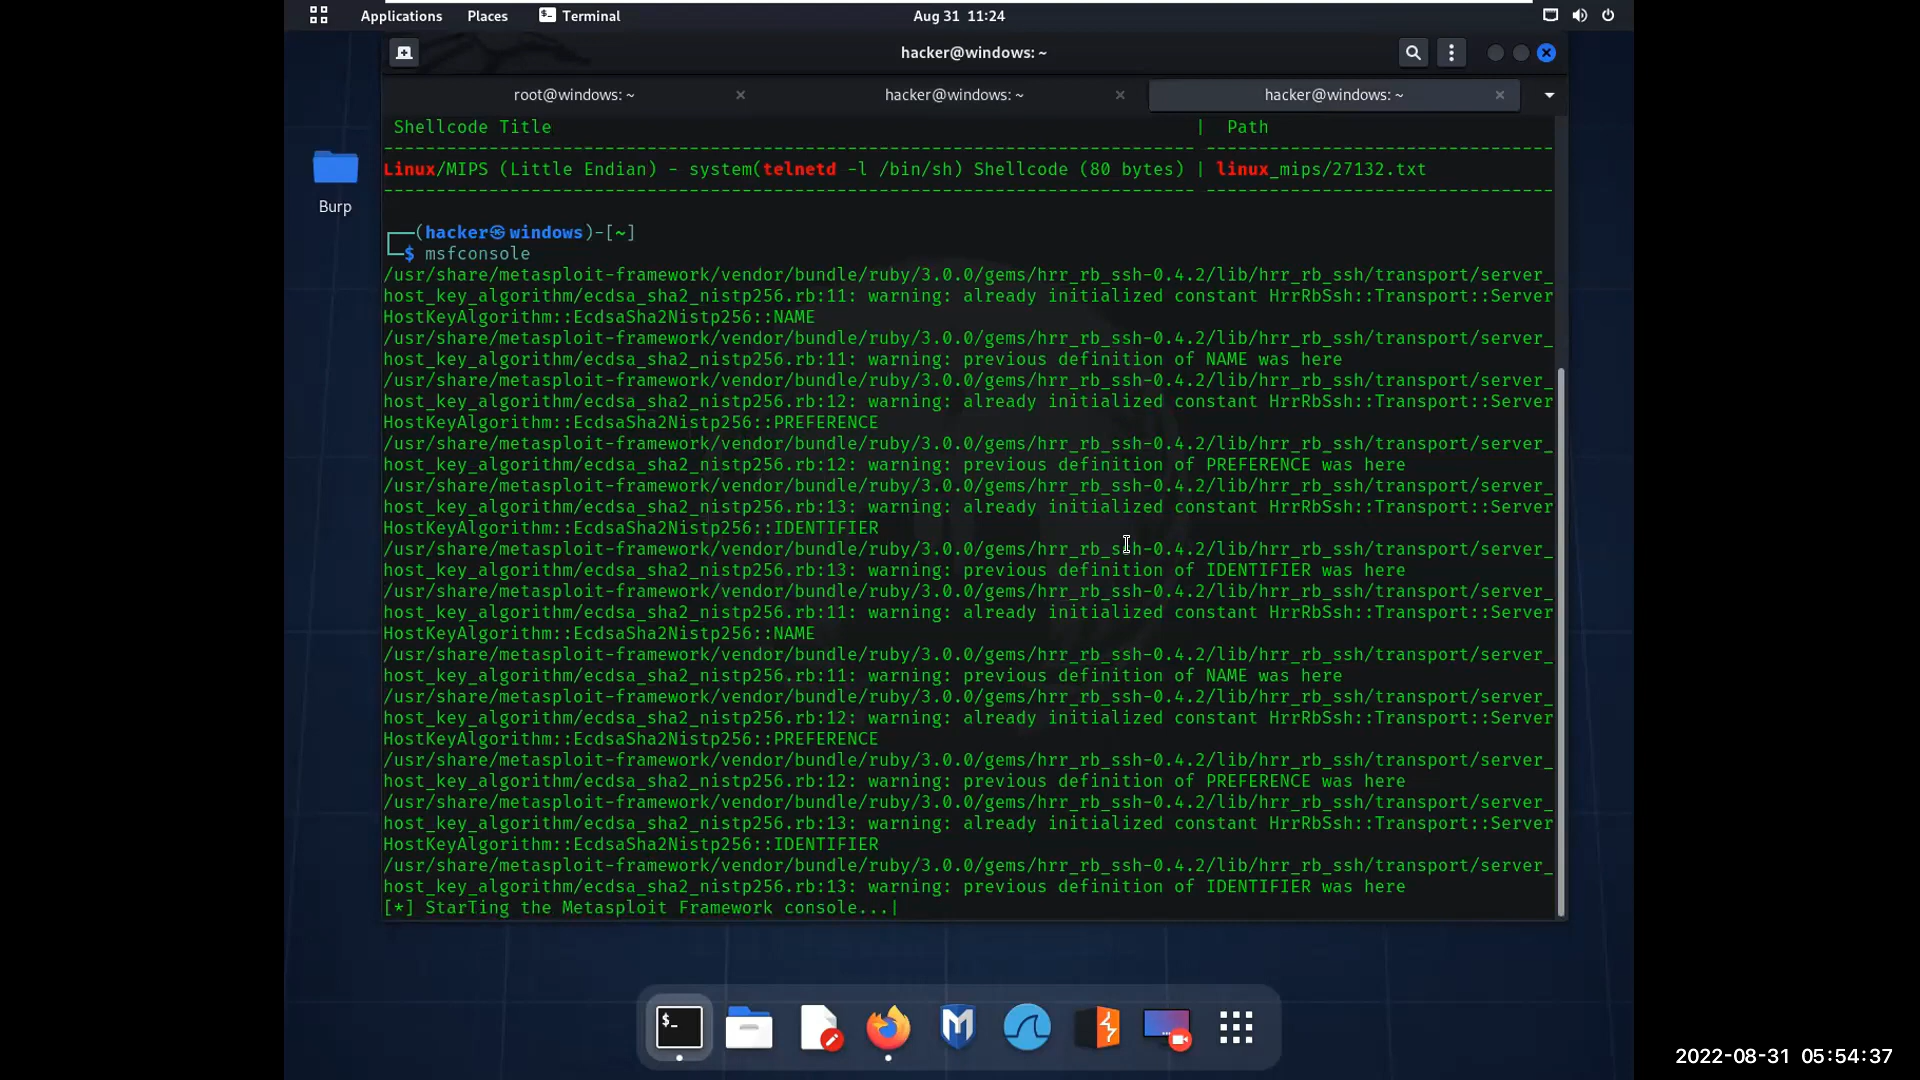 Applications Places Terminal Aug 31 11:24
hacker@windows: ~
root@windows: ~ hacker@windows: ~ hacker@windows: ~
Shellcode Title | Path
Linux/MIPS (Little Endian) - system(telnetd -l /bin/sh) Shellcode (80 bytes) | linux_mips/27132.txt
Burp
┌──(hacker㉿windows)-[~]
└─$ msfconsole
/usr/share/metasploit-framework/vendor/bundle/ruby/3.0.0/gems/hrr_rb_ssh-0.4.2/lib/hrr_rb_ssh/transport/server_
host_key_algorithm/ecdsa_sha2_nistp256.rb:11: warning: already initialized constant HrrRbSsh::Transport::Server
HostKeyAlgorithm::EcdsaSha2Nistp256::NAME
/usr/share/metasploit-framework/vendor/bundle/ruby/3.0.0/gems/hrr_rb_ssh-0.4.2/lib/hrr_rb_ssh/transport/server_
host_key_algorithm/ecdsa_sha2_nistp256.rb:11: warning: previous definition of NAME was here
/usr/share/metasploit-framework/vendor/bundle/ruby/3.0.0/gems/hrr_rb_ssh-0.4.2/lib/hrr_rb_ssh/transport/server_
host_key_algorithm/ecdsa_sha2_nistp256.rb:12: warning: already initialized constant HrrRbSsh::Transport::Server
HostKeyAlgorithm::EcdsaSha2Nistp256::PREFERENCE
/usr/share/metasploit-framework/vendor/bundle/ruby/3.0.0/gems/hrr_rb_ssh-0.4.2/lib/hrr_rb_ssh/transport/server_
host_key_algorithm/ecdsa_sha2_nistp256.rb:12: warning: previous definition of PREFERENCE was here
/usr/share/metasploit-framework/vendor/bundle/ruby/3.0.0/gems/hrr_rb_ssh-0.4.2/lib/hrr_rb_ssh/transport/server_
host_key_algorithm/ecdsa_sha2_nistp256.rb:13: warning: already initialized constant HrrRbSsh::Transport::Server
HostKeyAlgorithm::EcdsaSha2Nistp256::IDENTIFIER
/usr/share/metasploit-framework/vendor/bundle/ruby/3.0.0/gems/hrr_rb_ssh-0.4.2/lib/hrr_rb_ssh/transport/server_
host_key_algorithm/ecdsa_sha2_nistp256.rb:13: warning: previous definition of IDENTIFIER was here
/usr/share/metasploit-framework/vendor/bundle/ruby/3.0.0/gems/hrr_rb_ssh-0.4.2/lib/hrr_rb_ssh/transport/server_
host_key_algorithm/ecdsa_sha2_nistp256.rb:11: warning: already initialized constant HrrRbSsh::Transport::Server
HostKeyAlgorithm::EcdsaSha2Nistp256::NAME
/usr/share/metasploit-framework/vendor/bundle/ruby/3.0.0/gems/hrr_rb_ssh-0.4.2/lib/hrr_rb_ssh/transport/server_
host_key_algorithm/ecdsa_sha2_nistp256.rb:11: warning: previous definition of NAME was here
/usr/share/metasploit-framework/vendor/bundle/ruby/3.0.0/gems/hrr_rb_ssh-0.4.2/lib/hrr_rb_ssh/transport/server_
host_key_algorithm/ecdsa_sha2_nistp256.rb:12: warning: already initialized constant HrrRbSsh::Transport::Server
HostKeyAlgorithm::EcdsaSha2Nistp256::PREFERENCE
/usr/share/metasploit-framework/vendor/bundle/ruby/3.0.0/gems/hrr_rb_ssh-0.4.2/lib/hrr_rb_ssh/transport/server_
host_key_algorithm/ecdsa_sha2_nistp256.rb:12: warning: previous definition of PREFERENCE was here
/usr/share/metasploit-framework/vendor/bundle/ruby/3.0.0/gems/hrr_rb_ssh-0.4.2/lib/hrr_rb_ssh/transport/server_
host_key_algorithm/ecdsa_sha2_nistp256.rb:13: warning: already initialized constant HrrRbSsh::Transport::Server
HostKeyAlgorithm::EcdsaSha2Nistp256::IDENTIFIER
/usr/share/metasploit-framework/vendor/bundle/ruby/3.0.0/gems/hrr_rb_ssh-0.4.2/lib/hrr_rb_ssh/transport/server_
host_key_algorithm/ecdsa_sha2_nistp256.rb:13: warning: previous definition of IDENTIFIER was here
[*] StarTing the Metasploit Framework console...|
2022-08-31 05:54:37